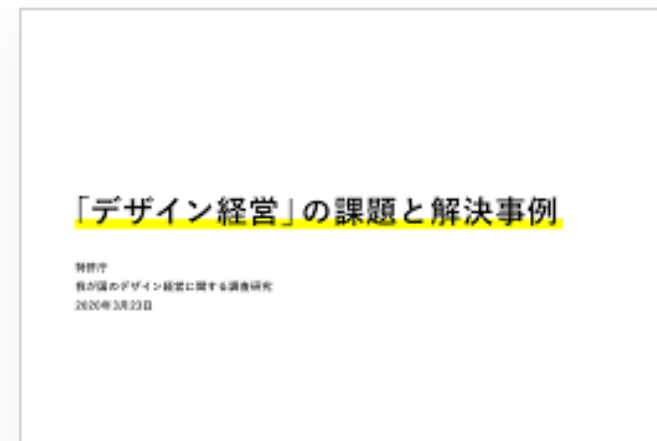 「デザイン経営」の課題と解決事例
特許庁
我が国のデザイン経営に関する調査研究
2020年3月23日